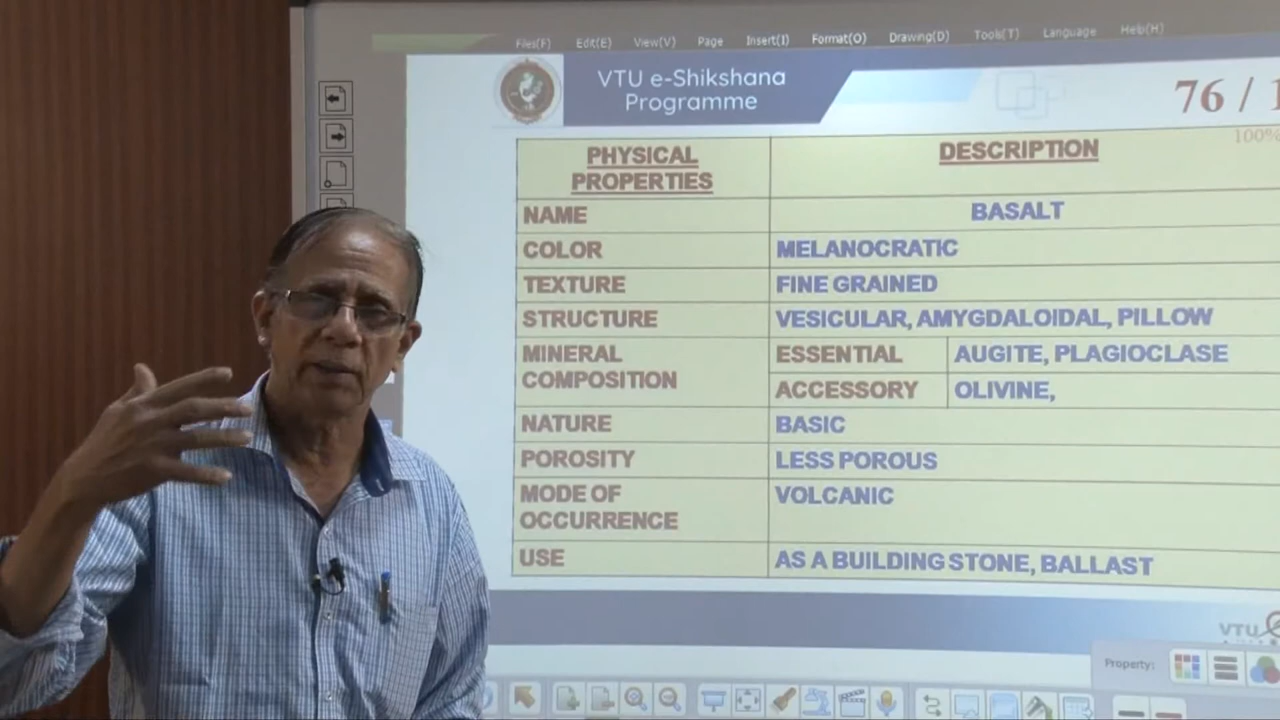 Files(F) Edit(E) View(V) Page Insert(I) Format(O) Drawing(D) Tools(T) Language Help(H)
VTU e-Shikshana
Programme
76 / 1
100%
PHYSICAL
PROPERTIES
DESCRIPTION
NAME
BASALT
COLOR
MELANOCRATIC
TEXTURE
FINE GRAINED
STRUCTURE
VESICULAR, AMYGDALOIDAL, PILLOW
MINERAL
COMPOSITION
ESSENTIAL
AUGITE, PLAGIOCLASE
ACCESSORY
OLIVINE,
NATURE
BASIC
POROSITY
LESS POROUS
MODE OF
OCCURRENCE
VOLCANIC
USE
AS A BUILDING STONE, BALLAST
VTU
Property: